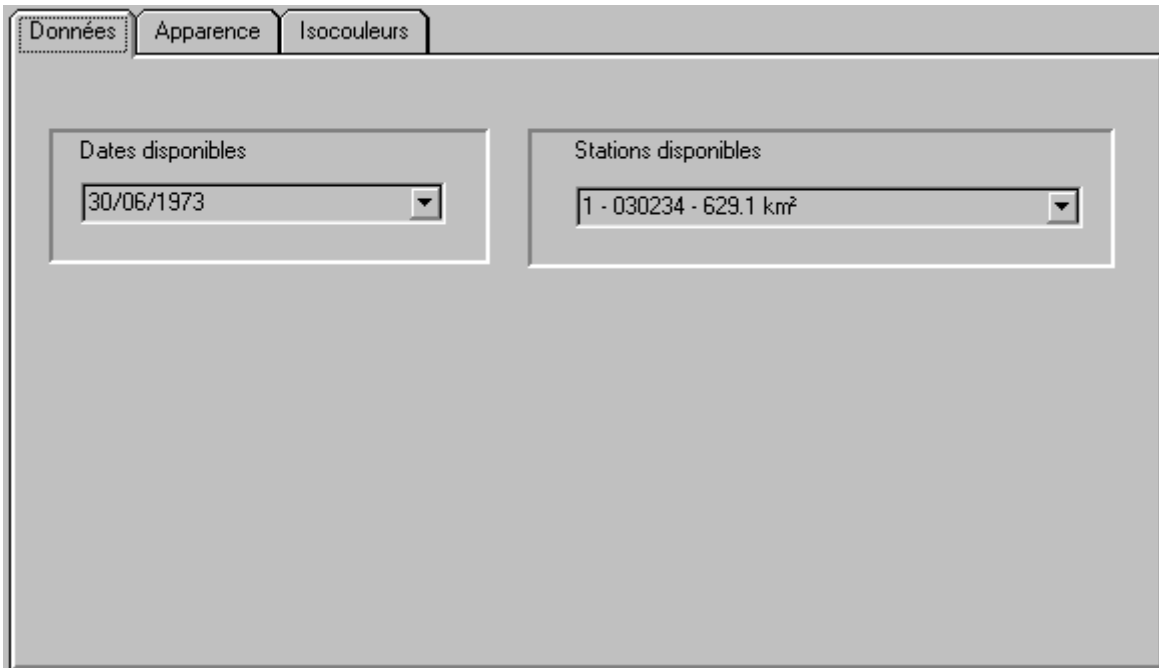 Données Apparence Isocouleurs
Dates disponibles
30/06/1973
Stations disponibles
1 - 030234 - 629.1 km²